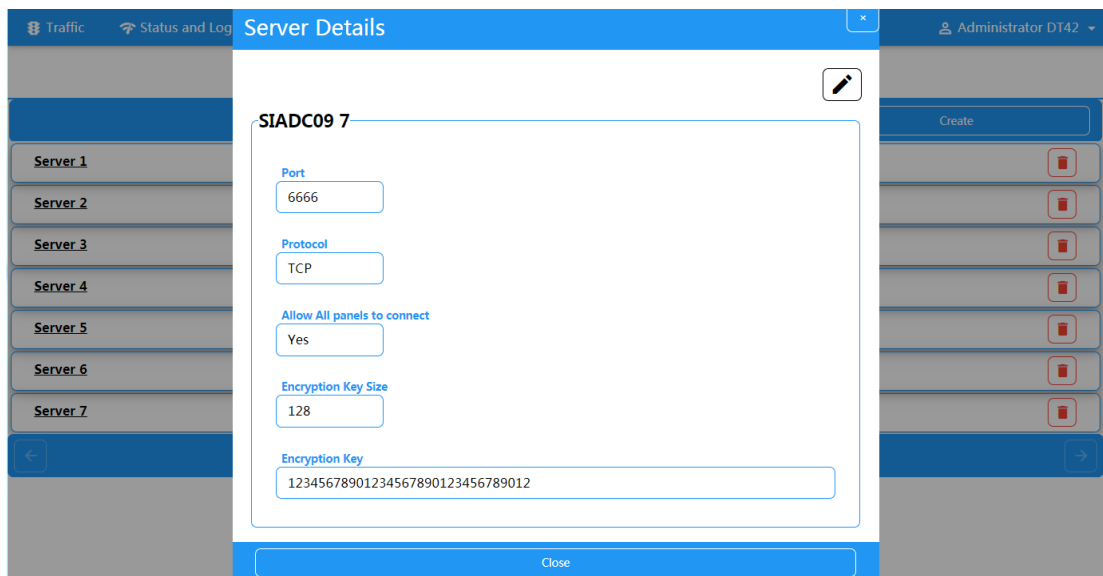 Traffic
Status and Log
Server Details
×
Administrator DT42
SIADC09 7
Create
Server 1
Server 2
Server 3
Server 4
Server 5
Server 6
Server 7
Port
6666
Protocol
TCP
Allow All panels to connect
Yes
Encryption Key Size
128
Encryption Key
12345678901234567890123456789012
Close